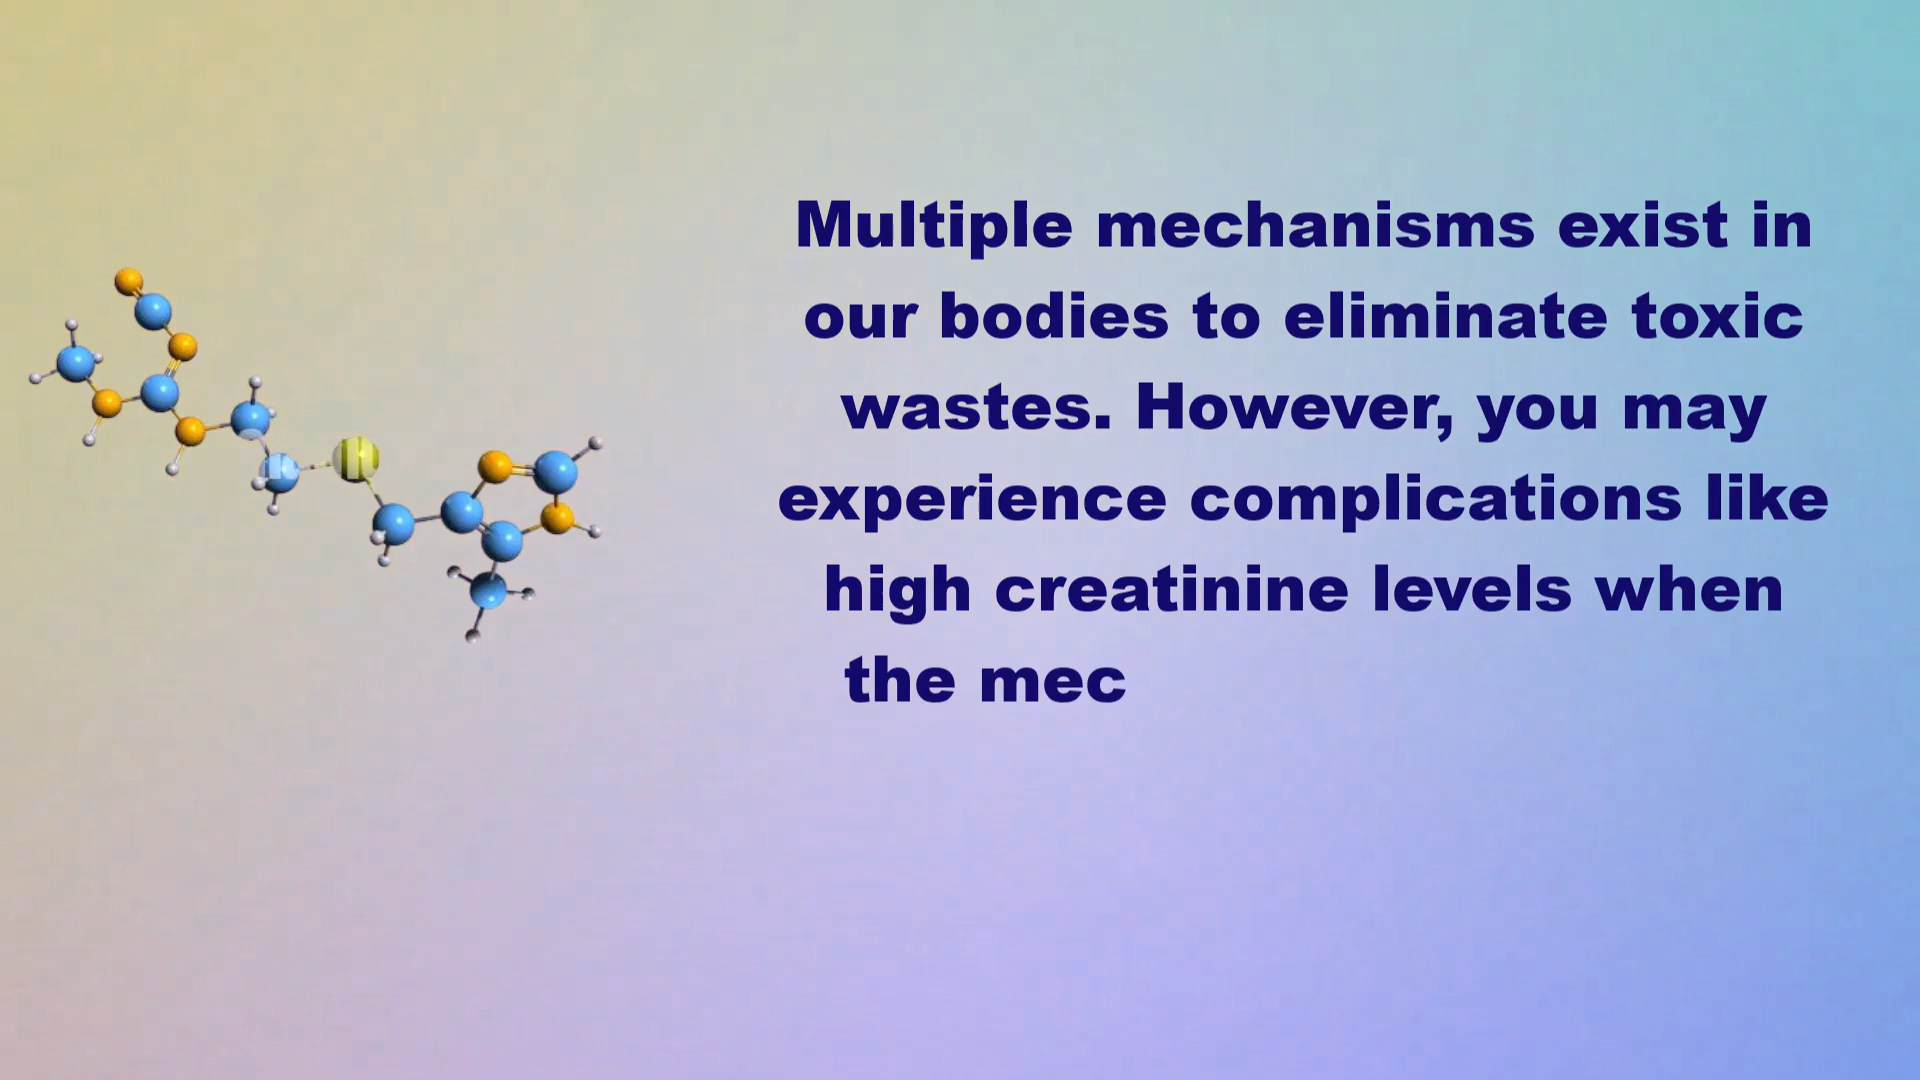 Multiple mechanisms exist in
our bodies to eliminate toxic
wastes. However, you may
experience complications like
high creatinine levels when
the mec